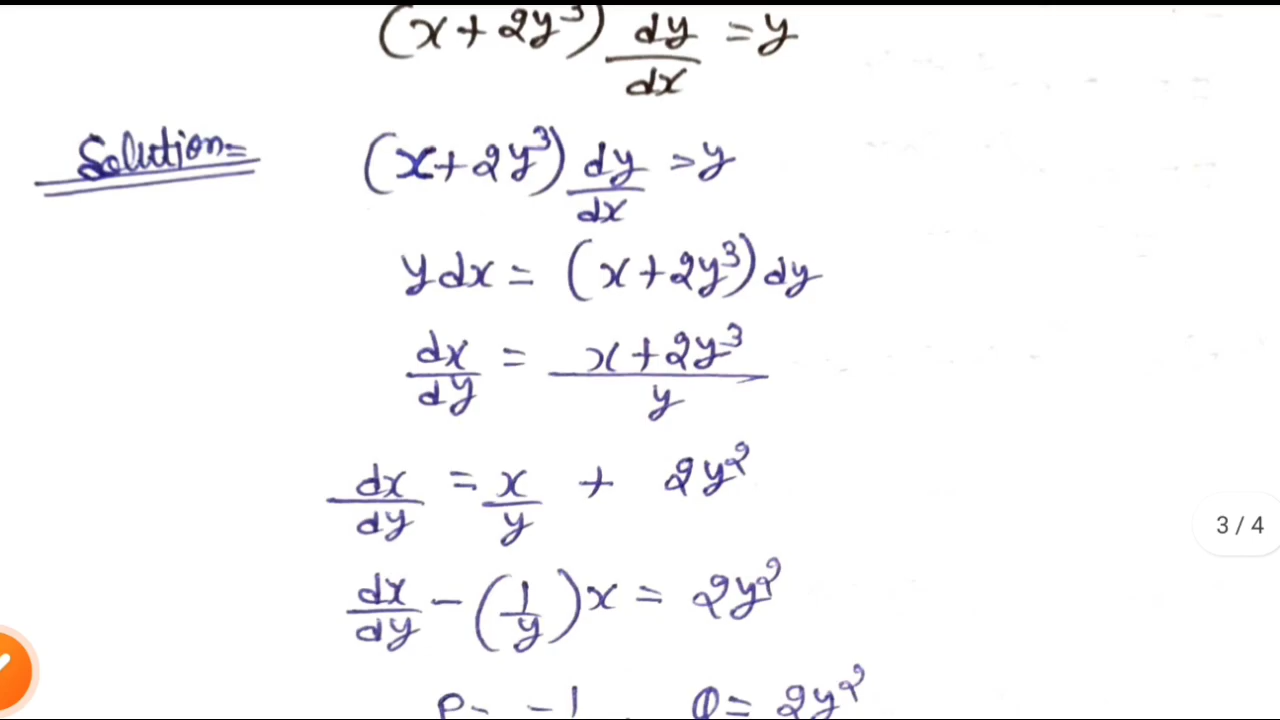 (x+2y³) dy/dx = y
Solution=
(x+2y³) dy/dx = y
ydx = (x+2y³) dy
dx/dy = x+2y³/y
dx/dy = x/y + 2y²
dx/dy - (1/y)x = 2y²
3 / 4
P= -1 , Q= 2y²